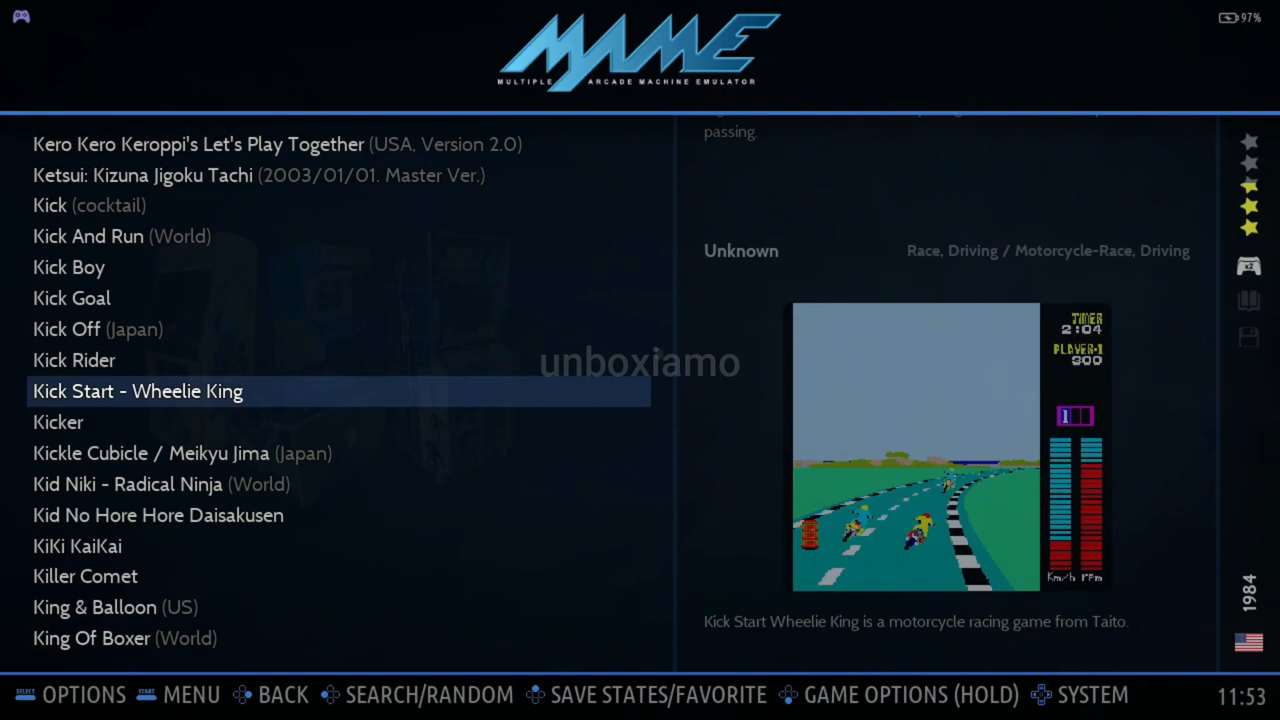 97%
MAME
MULTIPLE ARCADE MACHINE EMULATOR
Kero Kero Keroppi's Let's Play Together (USA, Version 2.0)
Ketsui: Kizuna Jigoku Tachi (2003/01/01. Master Ver.)
Kick (cocktail)
Kick And Run (World)
Kick Boy
Kick Goal
Kick Off (Japan)
Kick Rider
Kick Start - Wheelie King
Kicker
Kickle Cubicle / Meikyu Jima (Japan)
Kid Niki - Radical Ninja (World)
Kid No Hore Hore Daisakusen
KiKi KaiKai
Killer Comet
King & Balloon (US)
King Of Boxer (World)
passing.
Unknown Race, Driving / Motorcycle-Race, Driving
TIMER
2:04
PLAYER-1
300
1
Km/h rpm
unboxiamo
Kick Start Wheelie King is a motorcycle racing game from Taito.
x2
1984
SELECT OPTIONS START MENU BACK SEARCH/RANDOM SAVE STATES/FAVORITE GAME OPTIONS (HOLD) SYSTEM 11:53